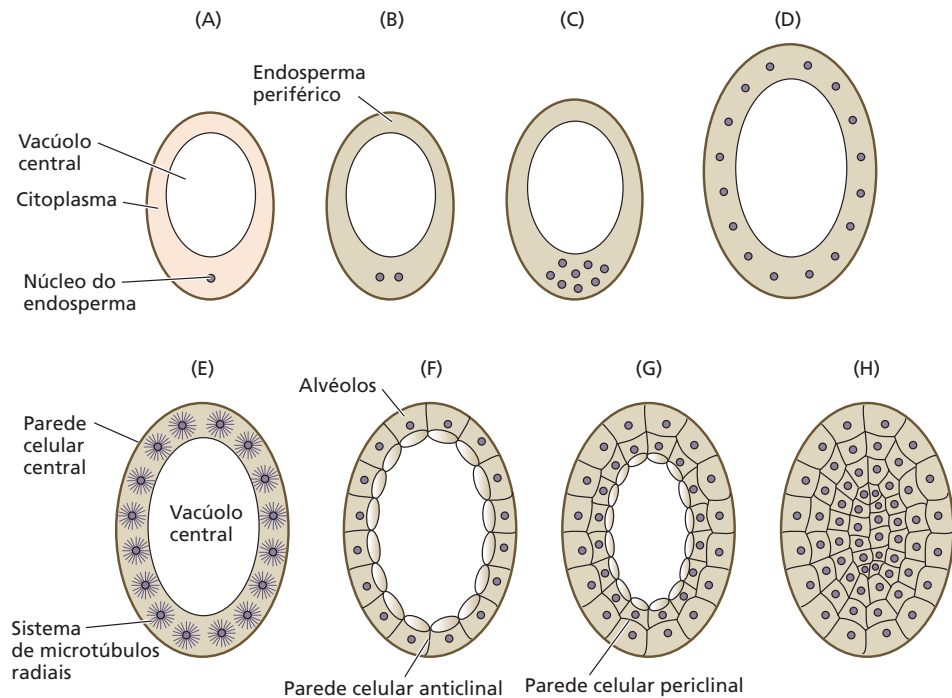 (A)
(B)
(C)
(D)
Endosperma
periférico
Vacúolo
central
Citoplasma
Núcleo do
endosperma
(E)
(F)
(G)
(H)
Alvéolos
Parede
celular
central
Vacúolo
central
Sistema
de microtúbulos
radiais
Parede celular anticlinal
Parede celular periclinal